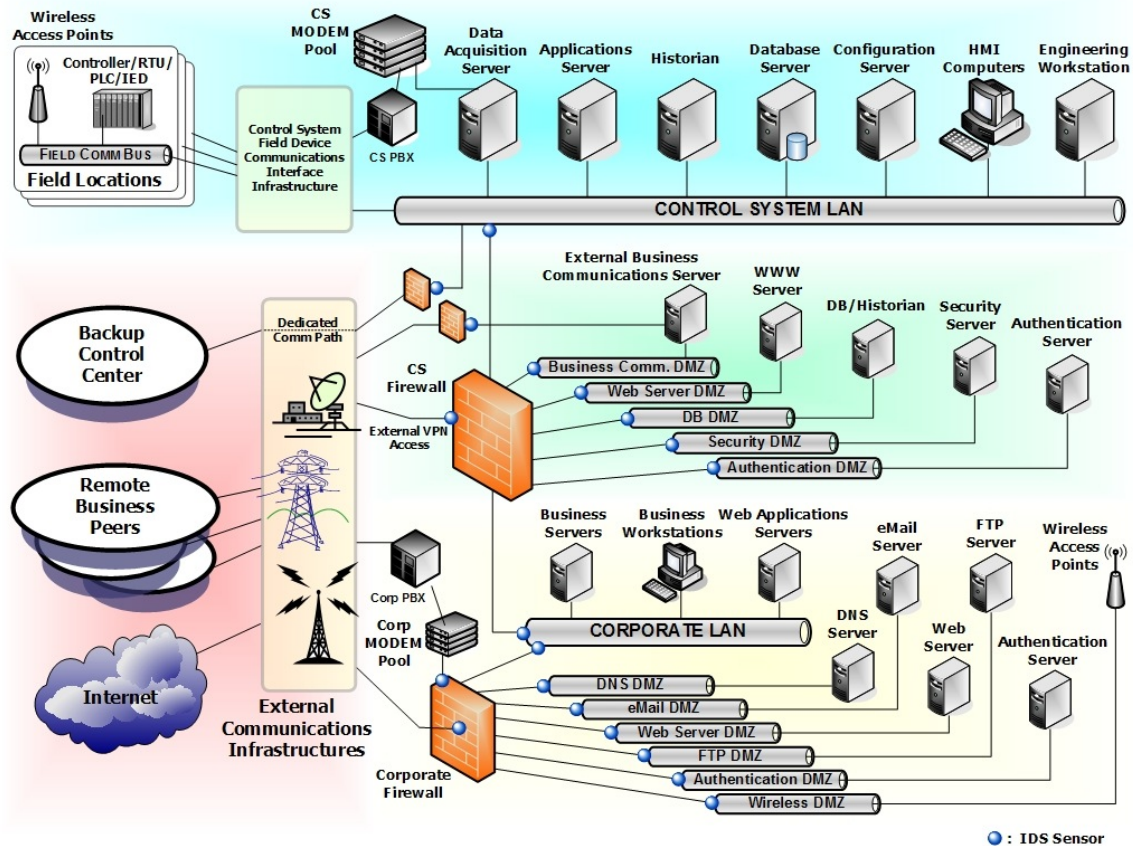 Wireless
Access Points
Controller/RTU/
PLC/IED
FIELD COMM BUS
Field Locations
Control System
Field Device
Communications
Interface
Infrastructure
CS
MODEM
Pool
CS PBX
Data
Acquisition
Server
Applications
Server
Historian
Database
Server
Configuration
Server
HMI
Computers
Engineering
Workstation
CONTROL SYSTEM LAN
Backup
Control
Center
Remote
Business
Peers
Internet
Dedicated
Comm Path
External VPN
Access
External
Communications
Infrastructures
CS
Firewall
External Business
Communications Server
WWW
Server
DB/Historian
Security
Server
Authentication
Server
Business Comm. DMZ
Web Server DMZ
DB DMZ
Security DMZ
Authentication DMZ
Corp PBX
Corp
MODEM
Pool
Business
Servers
Business
Workstations
Web Applications
Servers
eMail
Server
FTP
Server
Wireless
Access
Points
CORPORATE LAN
DNS
Server
Web
Server
Authentication
Server
DNS DMZ
eMail DMZ
Web Server DMZ
FTP DMZ
Authentication DMZ
Wireless DMZ
Corporate
Firewall
: IDS Sensor